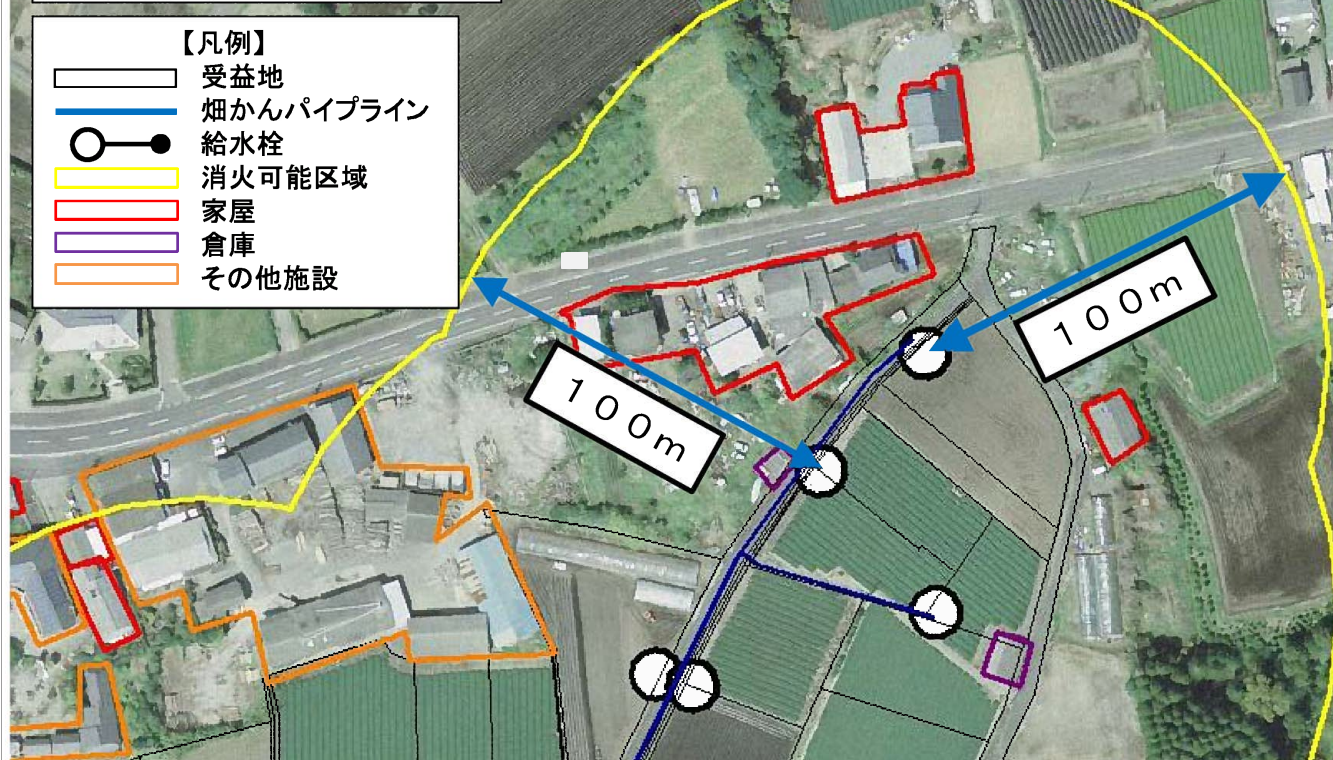 【凡例】
受益地
畑かんパイプライン
給水栓
消火可能区域
家屋
倉庫
その他施設
１００ｍ
１００ｍ